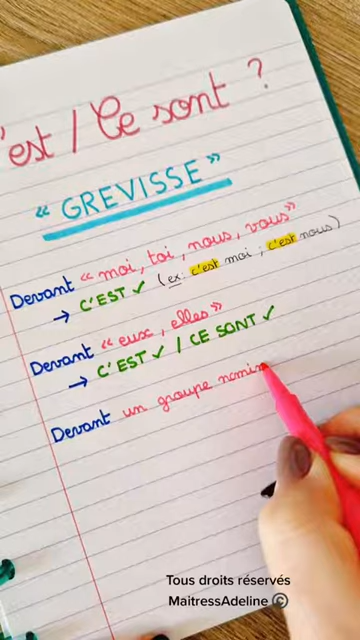 'est / Ce sont ?
« GREVISSE »
Devant « moi, toi, nous, vous »
→ C'EST ✓ (ex: c'est moi ; c'est nous)
Devant « eux, elles »
→ C'EST ✓ / CE SONT ✓
Devant un groupe nomin
Tous droits réservés
MaitressAdeline ©